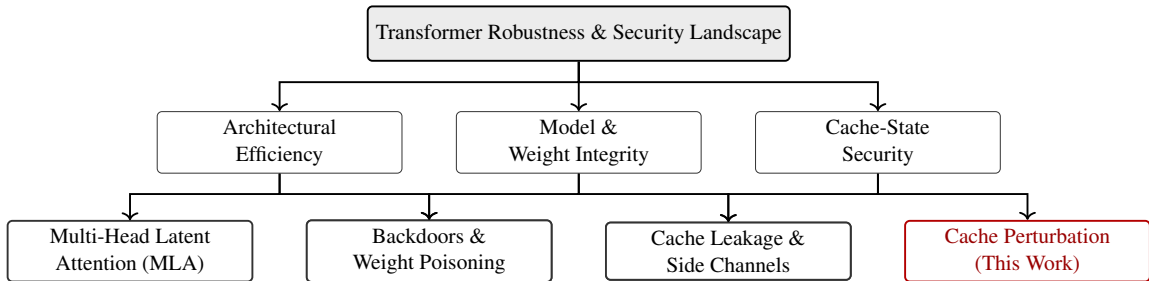 Transformer Robustness & Security Landscape
Architectural
Efficiency
Model &
Weight Integrity
Cache-State
Security
Multi-Head Latent
Attention (MLA)
Backdoors &
Weight Poisoning
Cache Leakage &
Side Channels
Cache Perturbation
(This Work)